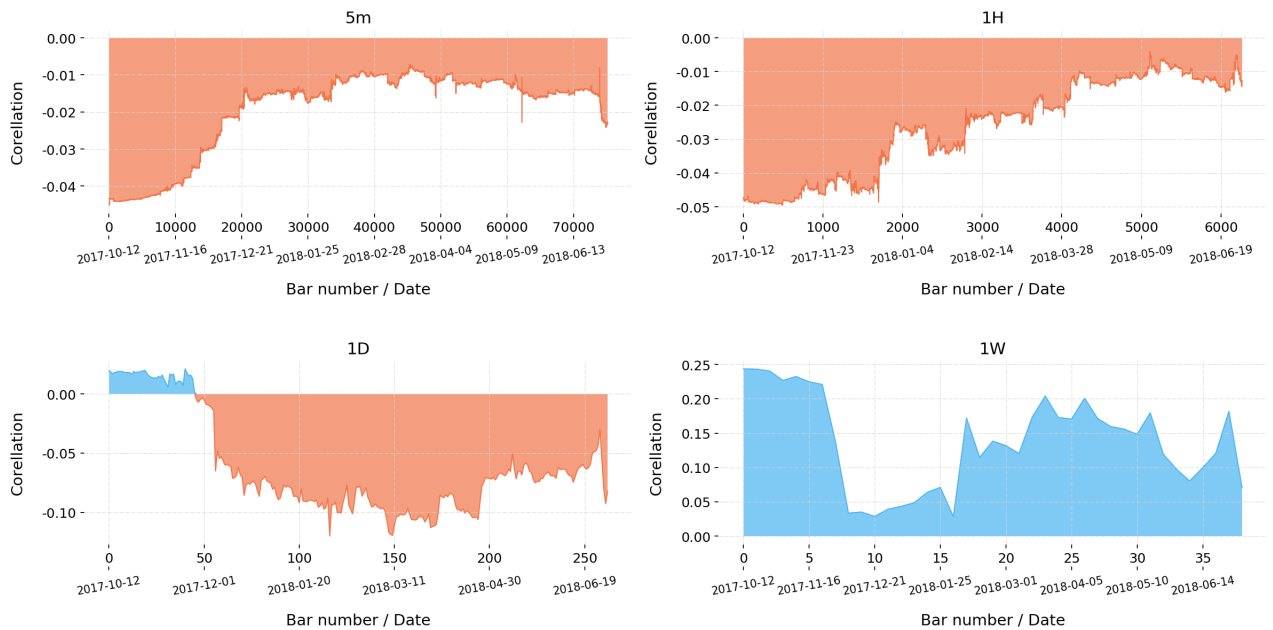 5m
Corellation
0.00
-0.01
-0.02
-0.03
-0.04
0 10000 20000 30000 40000 50000 60000 70000
2017-10-12 2017-11-16 2017-12-21 2018-01-25 2018-02-28 2018-04-04 2018-05-09 2018-06-13
Bar number / Date
1H
Corellation
0.00
-0.01
-0.02
-0.03
-0.04
-0.05
0 1000 2000 3000 4000 5000 6000
2017-10-12 2017-11-23 2018-01-04 2018-02-14 2018-03-28 2018-05-09 2018-06-19
Bar number / Date
1D
Corellation
0.00
-0.05
-0.10
0 50 100 150 200 250
2017-10-12 2017-12-01 2018-01-20 2018-03-11 2018-04-30 2018-06-19
Bar number / Date
1W
Corellation
0.25
0.20
0.15
0.10
0.05
0.00
0 5 10 15 20 25 30 35
2017-10-12 2017-11-16 2017-12-21 2018-01-25 2018-03-01 2018-04-05 2018-05-10 2018-06-14
Bar number / Date